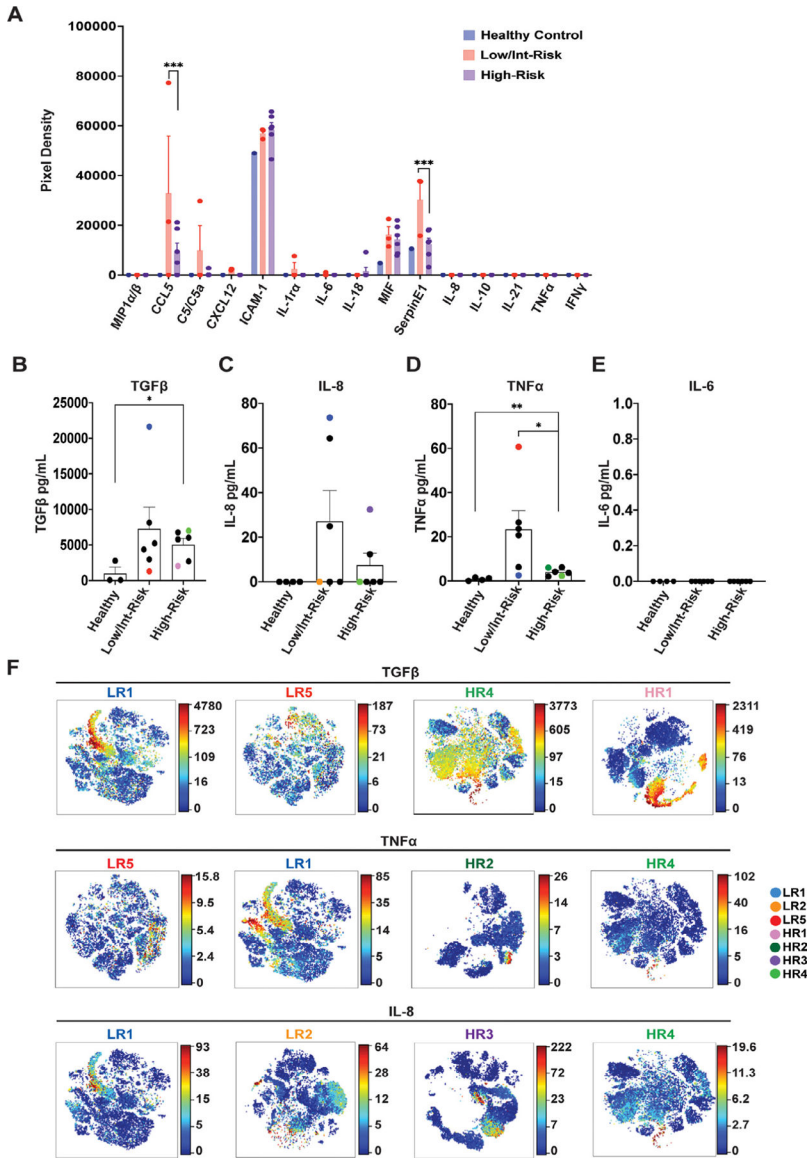 A
Healthy Control
Low/Int-Risk
High-Risk
Pixel Density
100000
80000
60000
40000
20000
0
***
***
MIP1α/β
CCL5
C5/C5a
CXCL12
ICAM-1
IL-1rα
IL-6
IL-18
MIF
SerpinE1
IL-8
IL-10
IL-21
TNFα
IFNγ
B
TGFβ
*
TGFβ pg/mL
25000
20000
15000
10000
5000
0
Healthy
Low/Int-Risk
High-Risk
C
IL-8
IL-8 pg/mL
80
60
40
20
0
Healthy
Low/Int-Risk
High-Risk
D
TNFα
**
*
TNFα pg/mL
80
60
40
20
0
Healthy
Low/Int-Risk
High-Risk
E
IL-6
IL-6 pg/mL
1.0
0.8
0.6
0.4
0.2
0.0
Healthy
Low/Int-Risk
High-Risk
F
TGFβ
LR1
4780
723
109
16
0
LR5
187
71
21
6
0
HR4
3773
605
97
15
0
HR1
2311
419
76
13
0
TNFα
LR5
15.8
9.5
5.4
2.4
0
LR1
85
35
14
5
0
HR2
26
14
7
3
0
HR4
102
40
16
5
0
LR1
LR2
LR5
HR1
HR2
HR3
HR4
IL-8
LR1
93
38
15
5
0
LR2
64
28
12
5
0
HR3
222
72
23
7
0
HR4
19.6
11.3
6.2
2.7
0